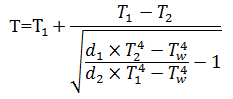 T=T₁ + (T₁ − T₂) / √((d₁ × T₂⁴ − T_w⁴) / (d₂ × T₁⁴ − T_w⁴) − 1)